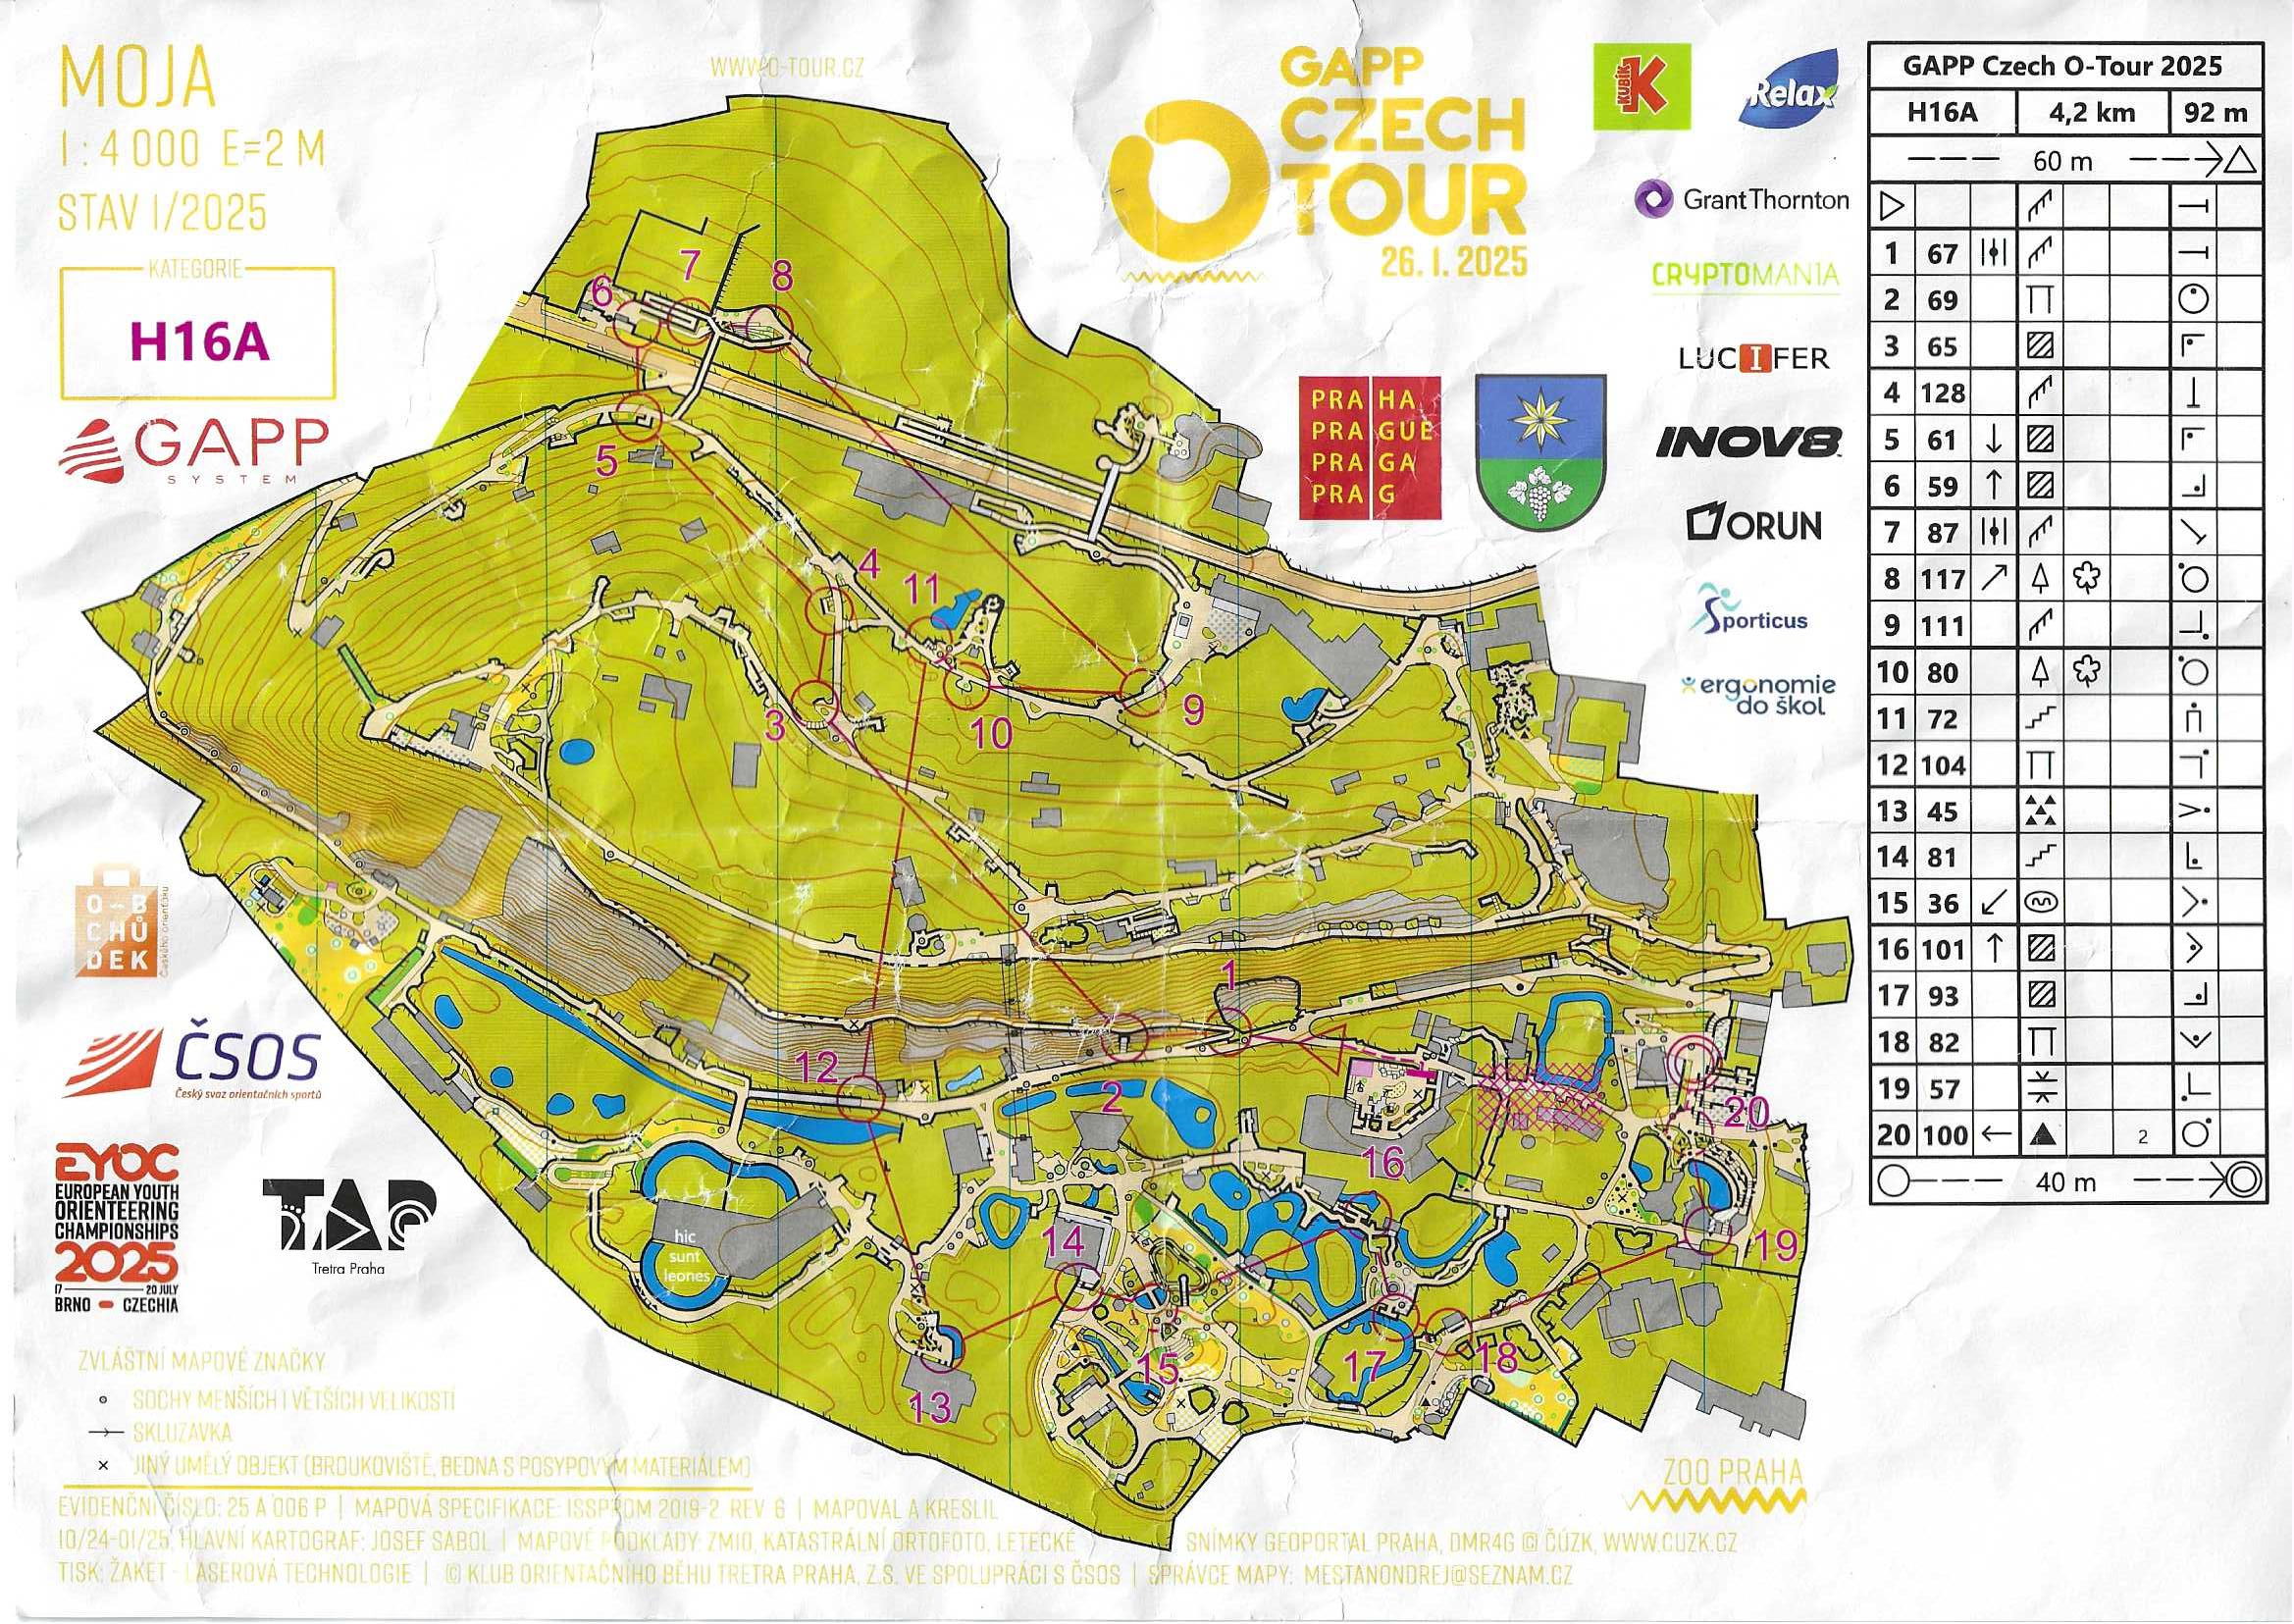 MOJA
1 : 4 000 E=2 M
STAV 1/2025
KATEGORIE
H16A
GAPP
SYSTEM
WWW.O-TOUR.CZ
GAPP
CZECH
TOUR
26. 1. 2025
KUBÍK
K
Relax
Grant Thornton
CRYPTOMANIA
LUCIFER
PRA HA
PRA GUE
PRA GA
PRA G
INOV8
ORUN
Sporticus
ergonomie
do škol
GAPP Czech O-Tour 2025
H16A 4,2 km 92 m
60 m
1 67
2 69
3 65
4 128
5 61
6 59
7 87
8 117
9 111
10 80
11 72
12 104
13 45
14 81
15 36
16 101
17 93
18 82
19 57
20 100 2
40 m
6
7
8
5
4
11
3
10
9
1
12
2
20
16
14
19
15
17
18
13
hic
sunt
leones
O-B
CHŮ
DEK
Českého orienťáku
ČSOS
Český svaz orientačních sportů
EYOC
EUROPEAN YOUTH
ORIENTEERING
CHAMPIONSHIPS
2025
17 20 JULY
BRNO CZECHIA
TAP
Tretra Praha
ZVLÁŠTNÍ MAPOVÉ ZNAČKY
SOCHY MENŠÍCH I VĚTŠÍCH VELIKOSTÍ
SKLUZAVKA
JINÝ UMĚLÝ OBJEKT (BROUKOVIŠTĚ, BEDNA S POSYPOVÝM MATERIÁLEM)
ZOO PRAHA
EVIDENČNÍ ČÍSLO: 25 A 006 P | MAPOVÁ SPECIFIKACE: ISSPROM 2019-2 REV 6 | MAPOVAL A KRESLIL
10/24-01/25, HLAVNÍ KARTOGRAF: JOSEF SABOL | MAPOVÉ PODKLADY: ZM10, KATASTRÁLNÍ ORTOFOTO, LETECKÉ SNÍMKY GEOPORTAL PRAHA, DMR4G © ČÚZK, WWW.CUZK.CZ
TISK: ŽAKET - LASEROVÁ TECHNOLOGIE | © KLUB ORIENTAČNÍHO BĚHU TRETRA PRAHA, Z.S. VE SPOLUPRÁCI S ČSOS | SPRÁVCE MAPY: MESTANONDREJ@SEZNAM.CZ